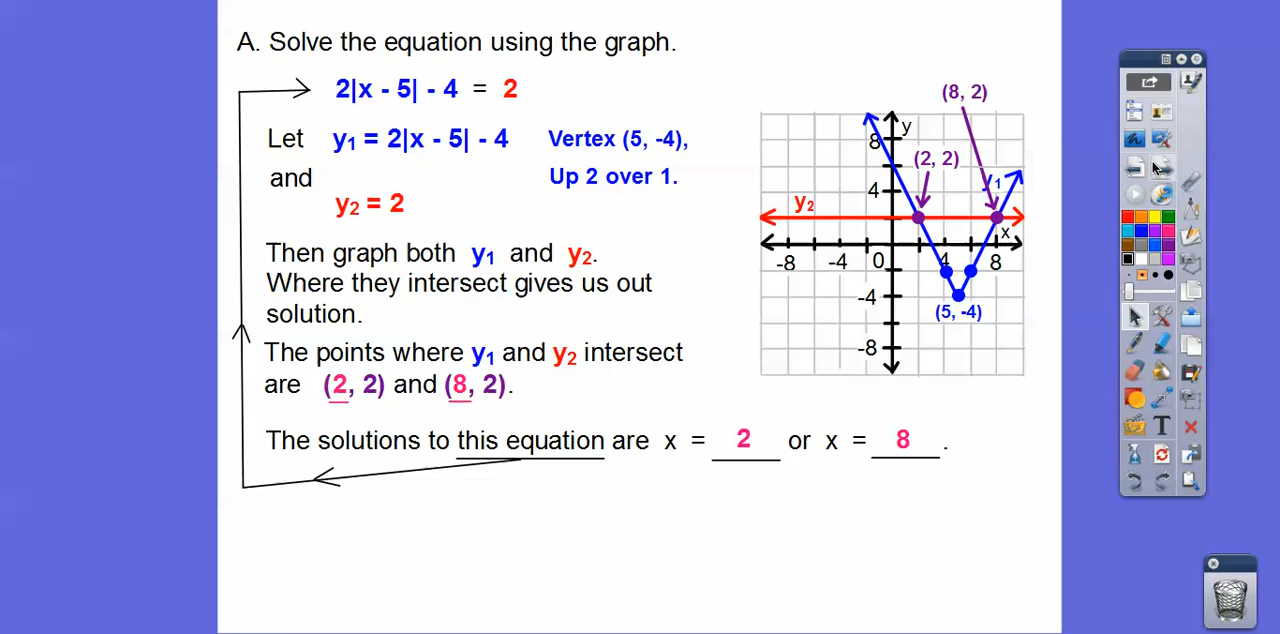 A. Solve the equation using the graph.
2|x - 5| - 4 = 2
Let y₁ = 2|x - 5| - 4 Vertex (5, -4),
and Up 2 over 1.
y₂ = 2
Then graph both y₁ and y₂.
Where they intersect gives us out
solution.
The points where y₁ and y₂ intersect
are (2, 2) and (8, 2).
The solutions to this equation are x = 2 or x = 8 .
(8, 2)
y
8
(2, 2)
y₁
4
y₂
x
-8 -4 0 4 8
-4
(5, -4)
-8